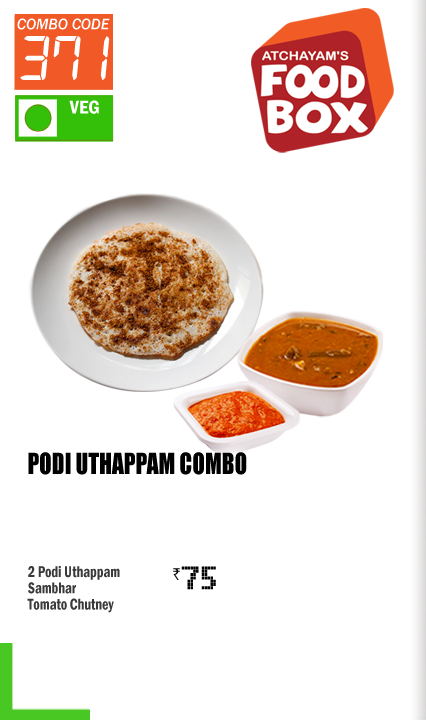 COMBO CODE
371
VEG
ATCHAYAM'S
FOOD
BOX
PODI UTHAPPAM COMBO
2 Podi Uthappam
Sambhar
Tomato Chutney
₹75